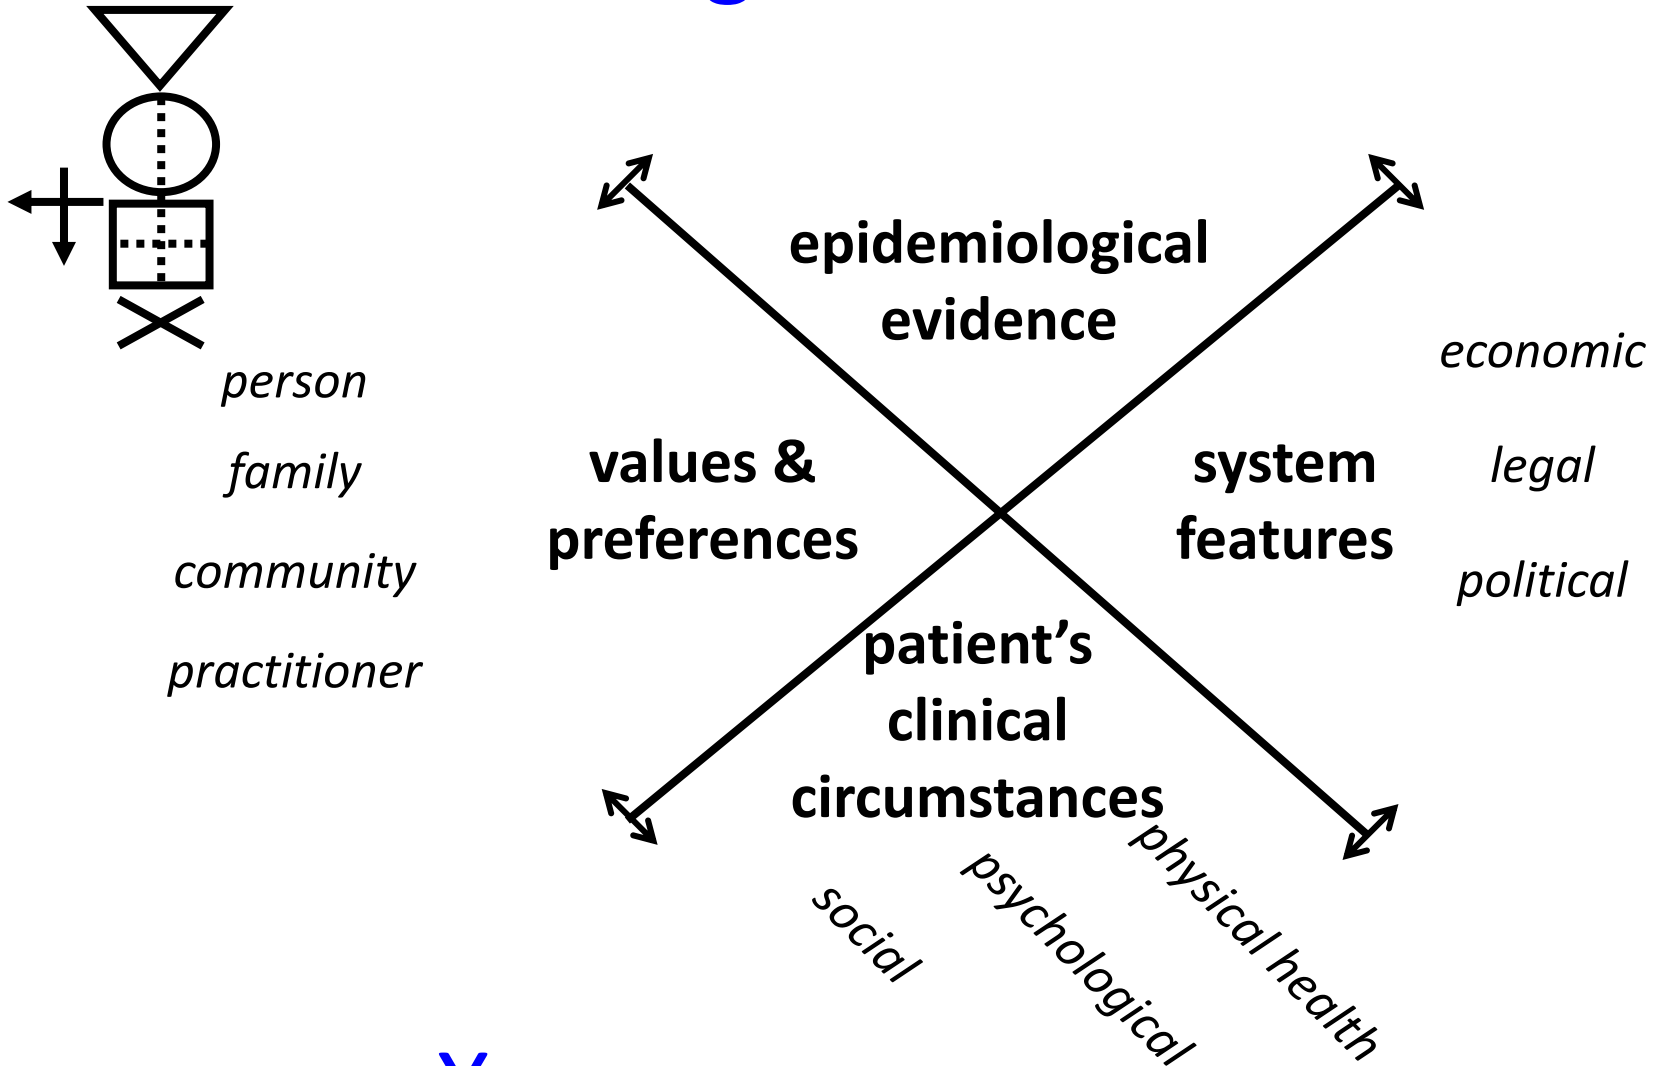 epidemiological
evidence
person
family
community
practitioner
values &
preferences
system
features
economic
legal
political
patient’s
clinical
circumstances
social
psychological
physical health